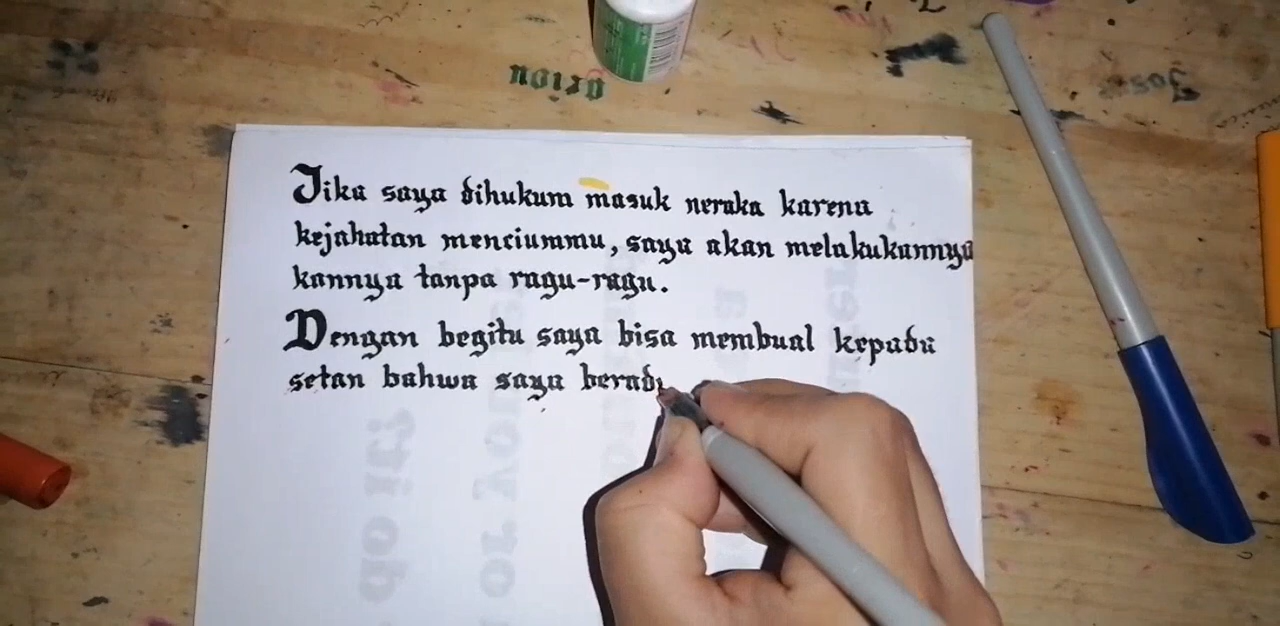 orion
Jika saya dihukum masuk neraka karena
kejahatan menciummu, saya akan melakukannya
kannya tanpa ragu-ragu.
Dengan begitu saya bisa membual kepada
setan bahwa saya berad